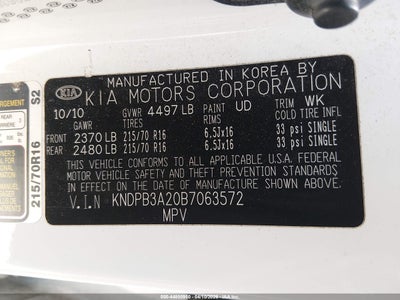 MANUFACTURED IN KOREA BY
KIA KIA MOTORS CORPORATION
10/10 GVWR 4497 LB PAINT UD TRIM WK
GAWR TIRES RIMS COLD TIRE INFL
FRONT 2370 LB 215/70 R16 6.5Jx16 33 psi SINGLE
REAR 2480 LB 215/70 R16 6.5Jx16 33 psi SINGLE
THIS VEHICLE CONFORMS TO ALL APPLICABLE U.S.A. FEDERAL
MOTOR VEHICLE SAFETY AND THEFT PREVENTION STANDARDS IN
EFFECT ON THE DATE OF MANUFACTURE SHOWN ABOVE.
V.I.N KNDPB3A20B7063572
MPV
S2
215/70R16